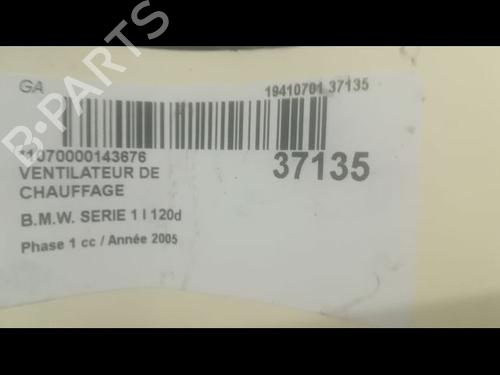 GA
19410701 37135
*1070000143676
37135
VENTILATEUR DE
CHAUFFAGE
B.M.W. SERIE 1 I 120d
Phase 1 cc / Année 2005
B-PARTS